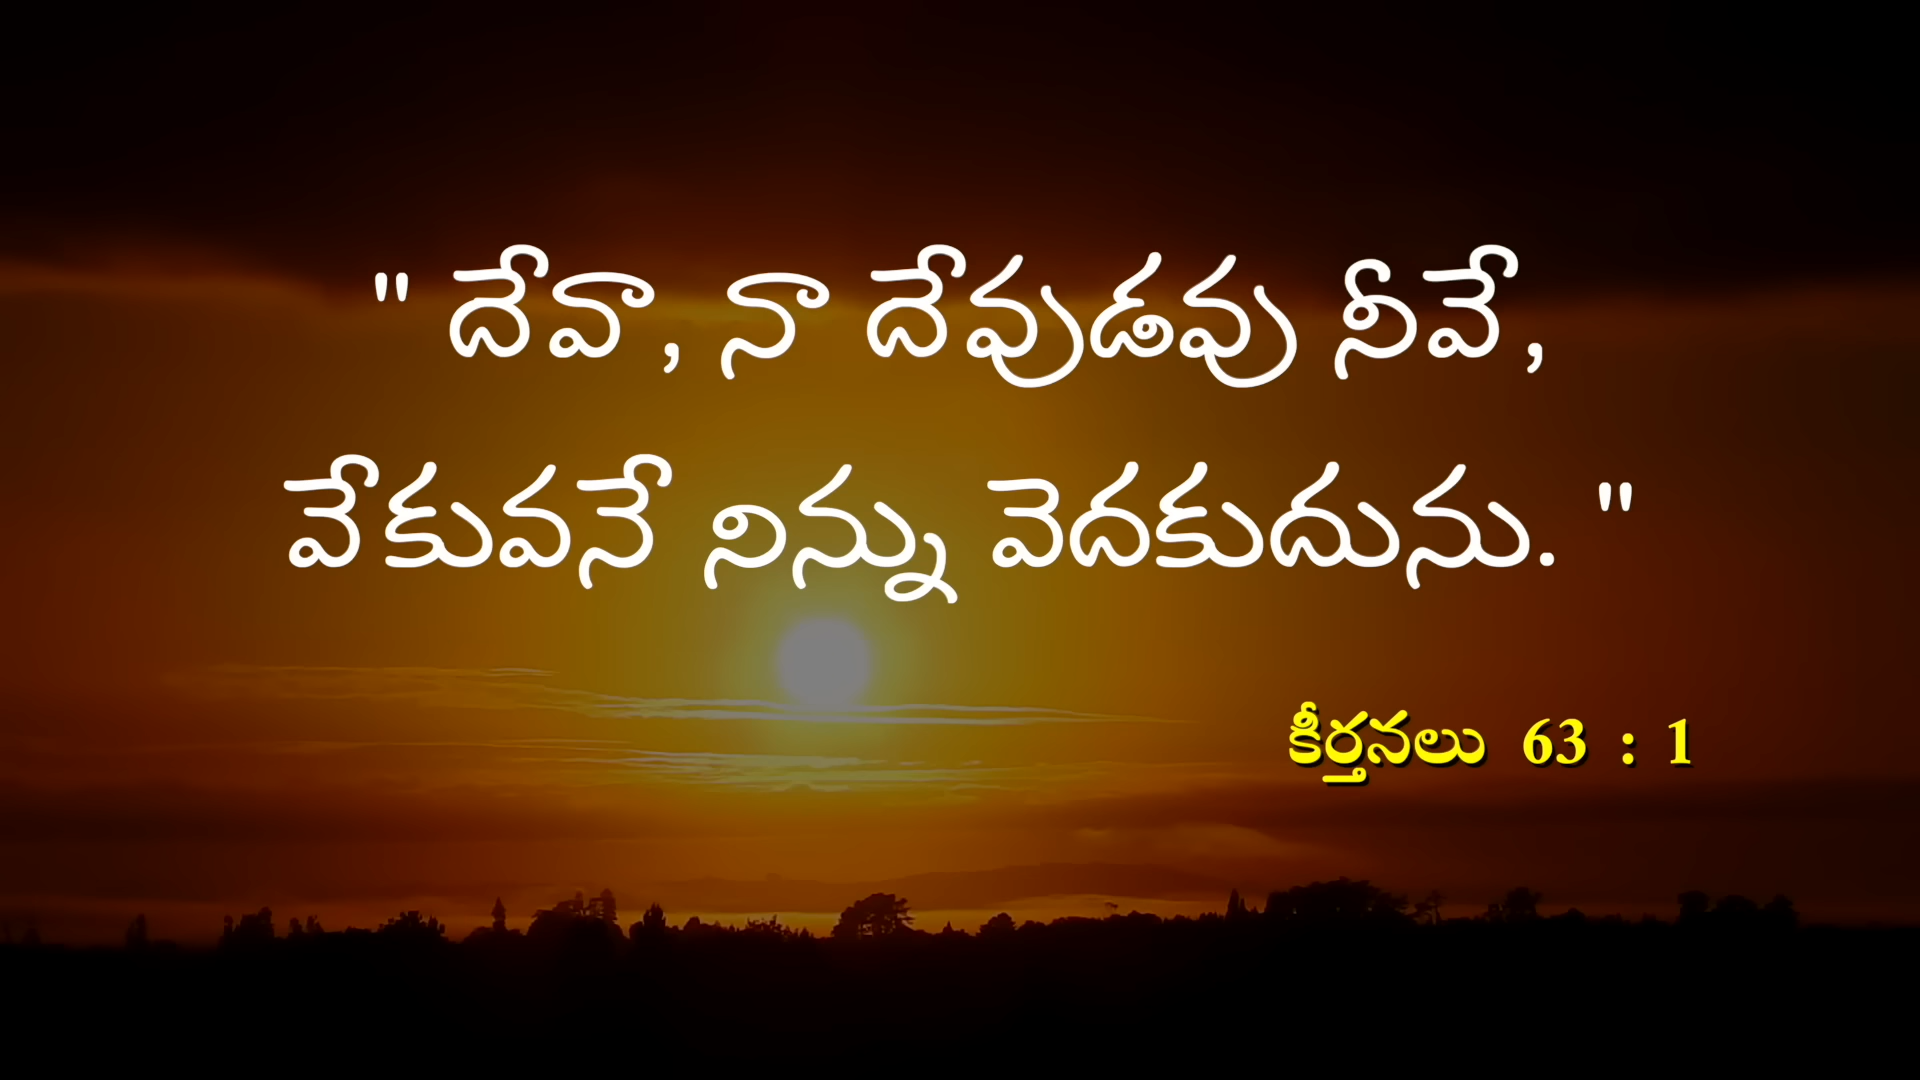 " దేవా, నా దేవుడవు నీవే,
వేకువనే నిన్ను వెదకుదును. "
కీర్తనలు 63 : 1